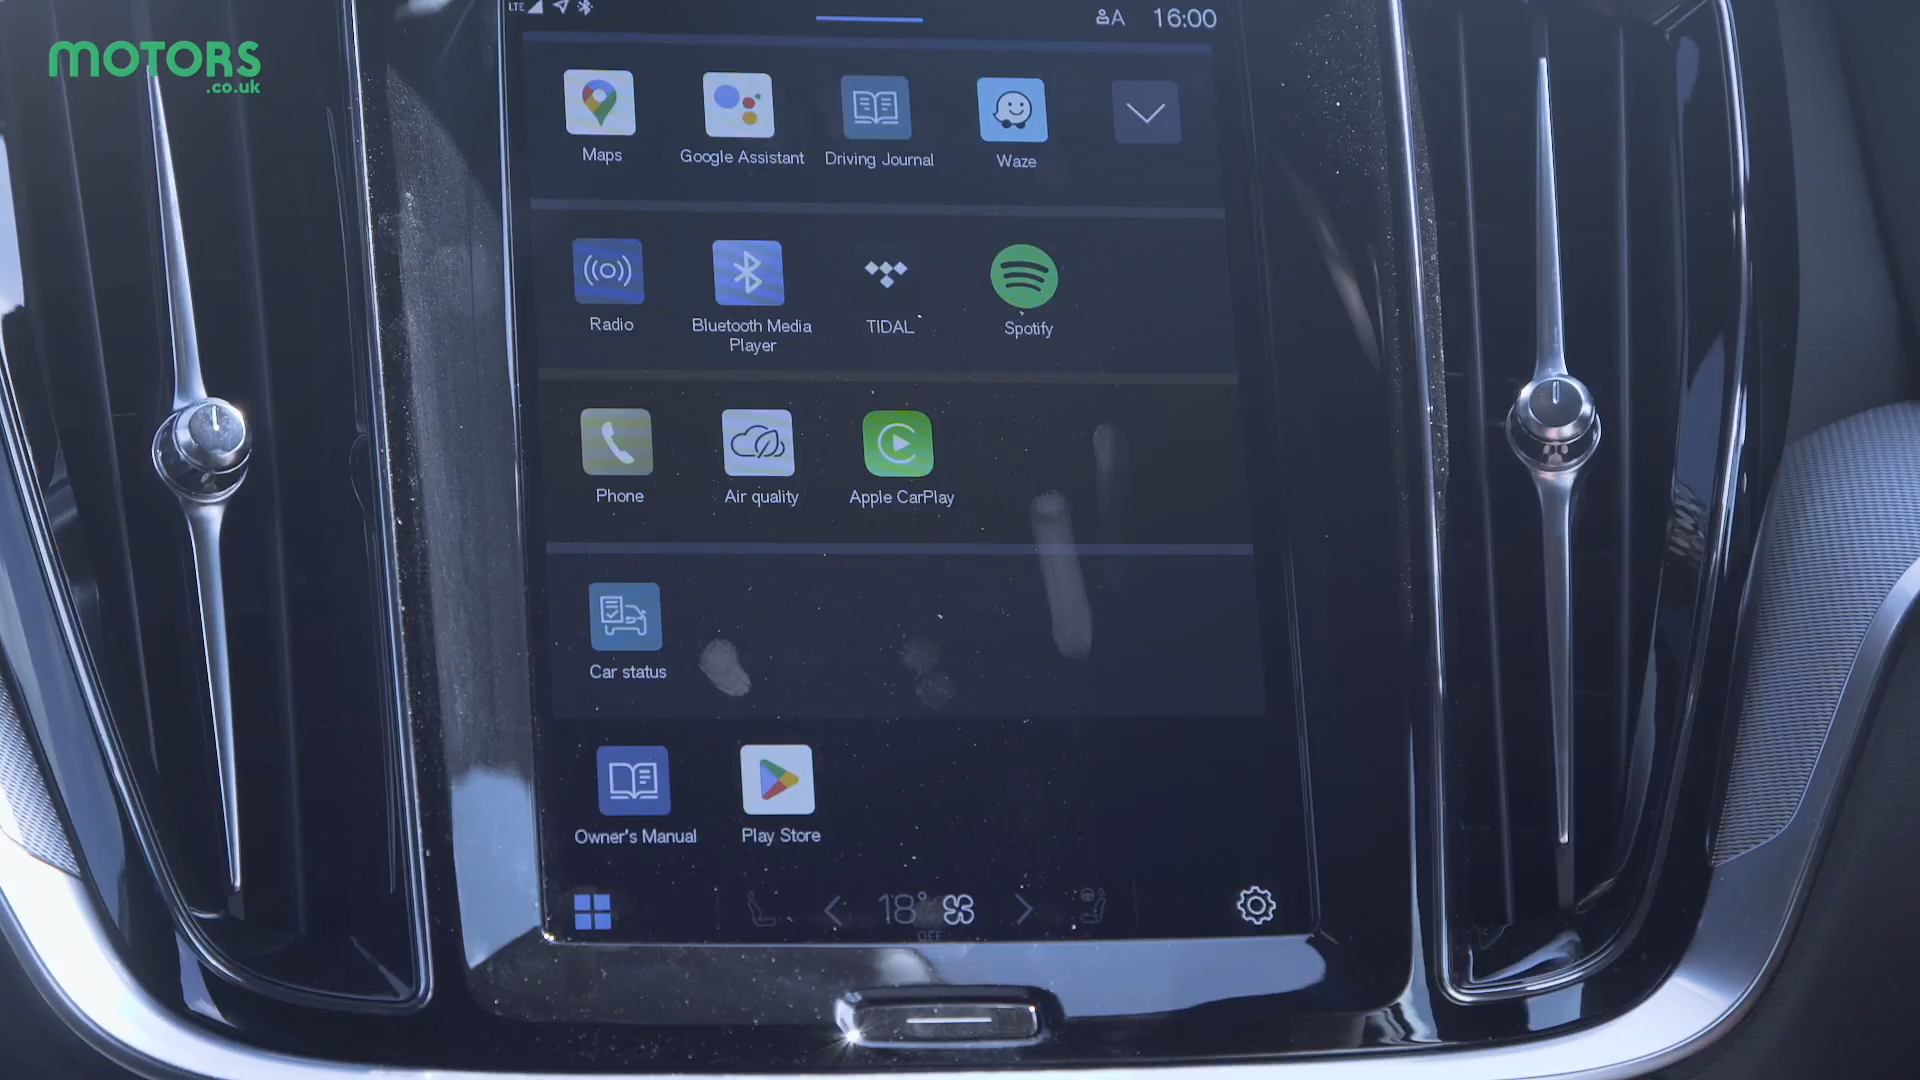 MOTORS
.co.uk
LTE
A 16:00
Maps
Google Assistant
Driving Journal
Waze
Radio
Bluetooth Media
Player
TIDAL
Spotify
Phone
Air quality
Apple CarPlay
Car status
Owner's Manual
Play Store
18°
OFF